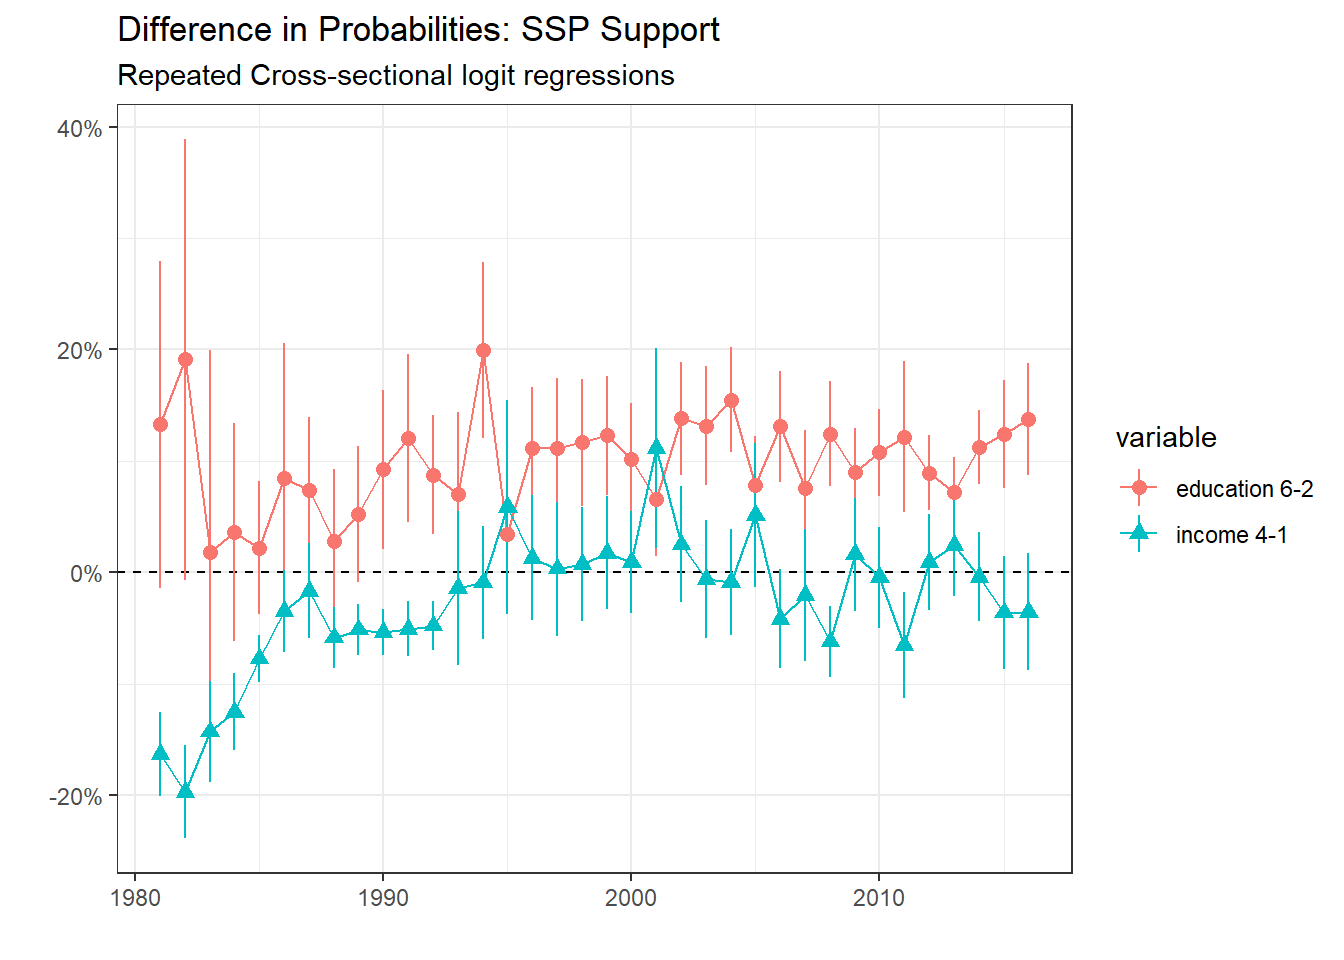 Difference in Probabilities: SSP Support
Repeated Cross-sectional logit regressions
40%
20%
0%
-20%
1980 1990 2000 2010
variable
education 6-2
income 4-1